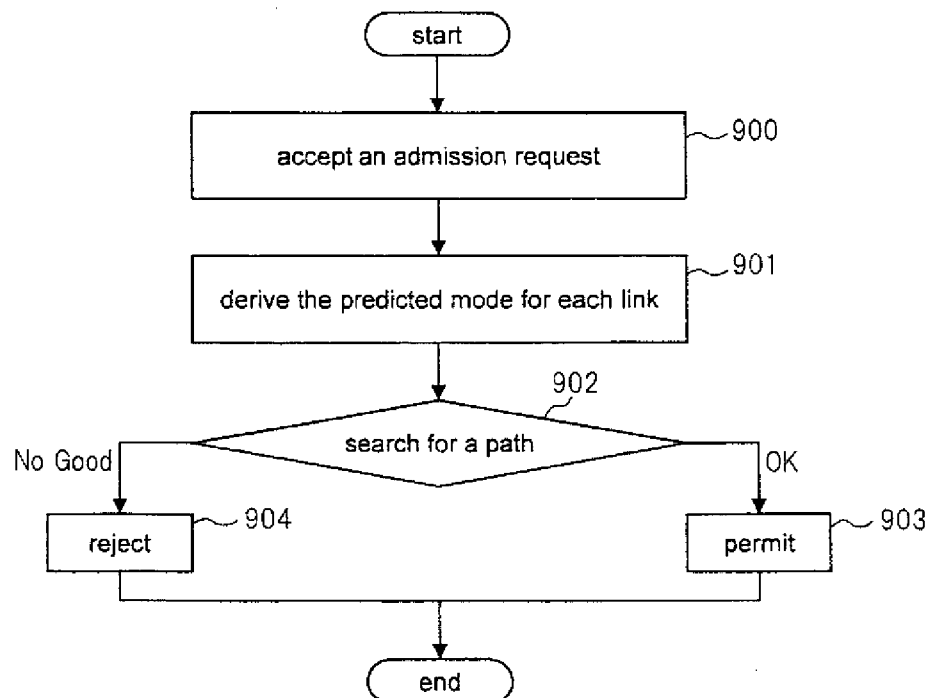 start
900
accept an admission request
901
derive the predicted mode for each link
902
search for a path
No Good
OK
904
903
reject
permit
end